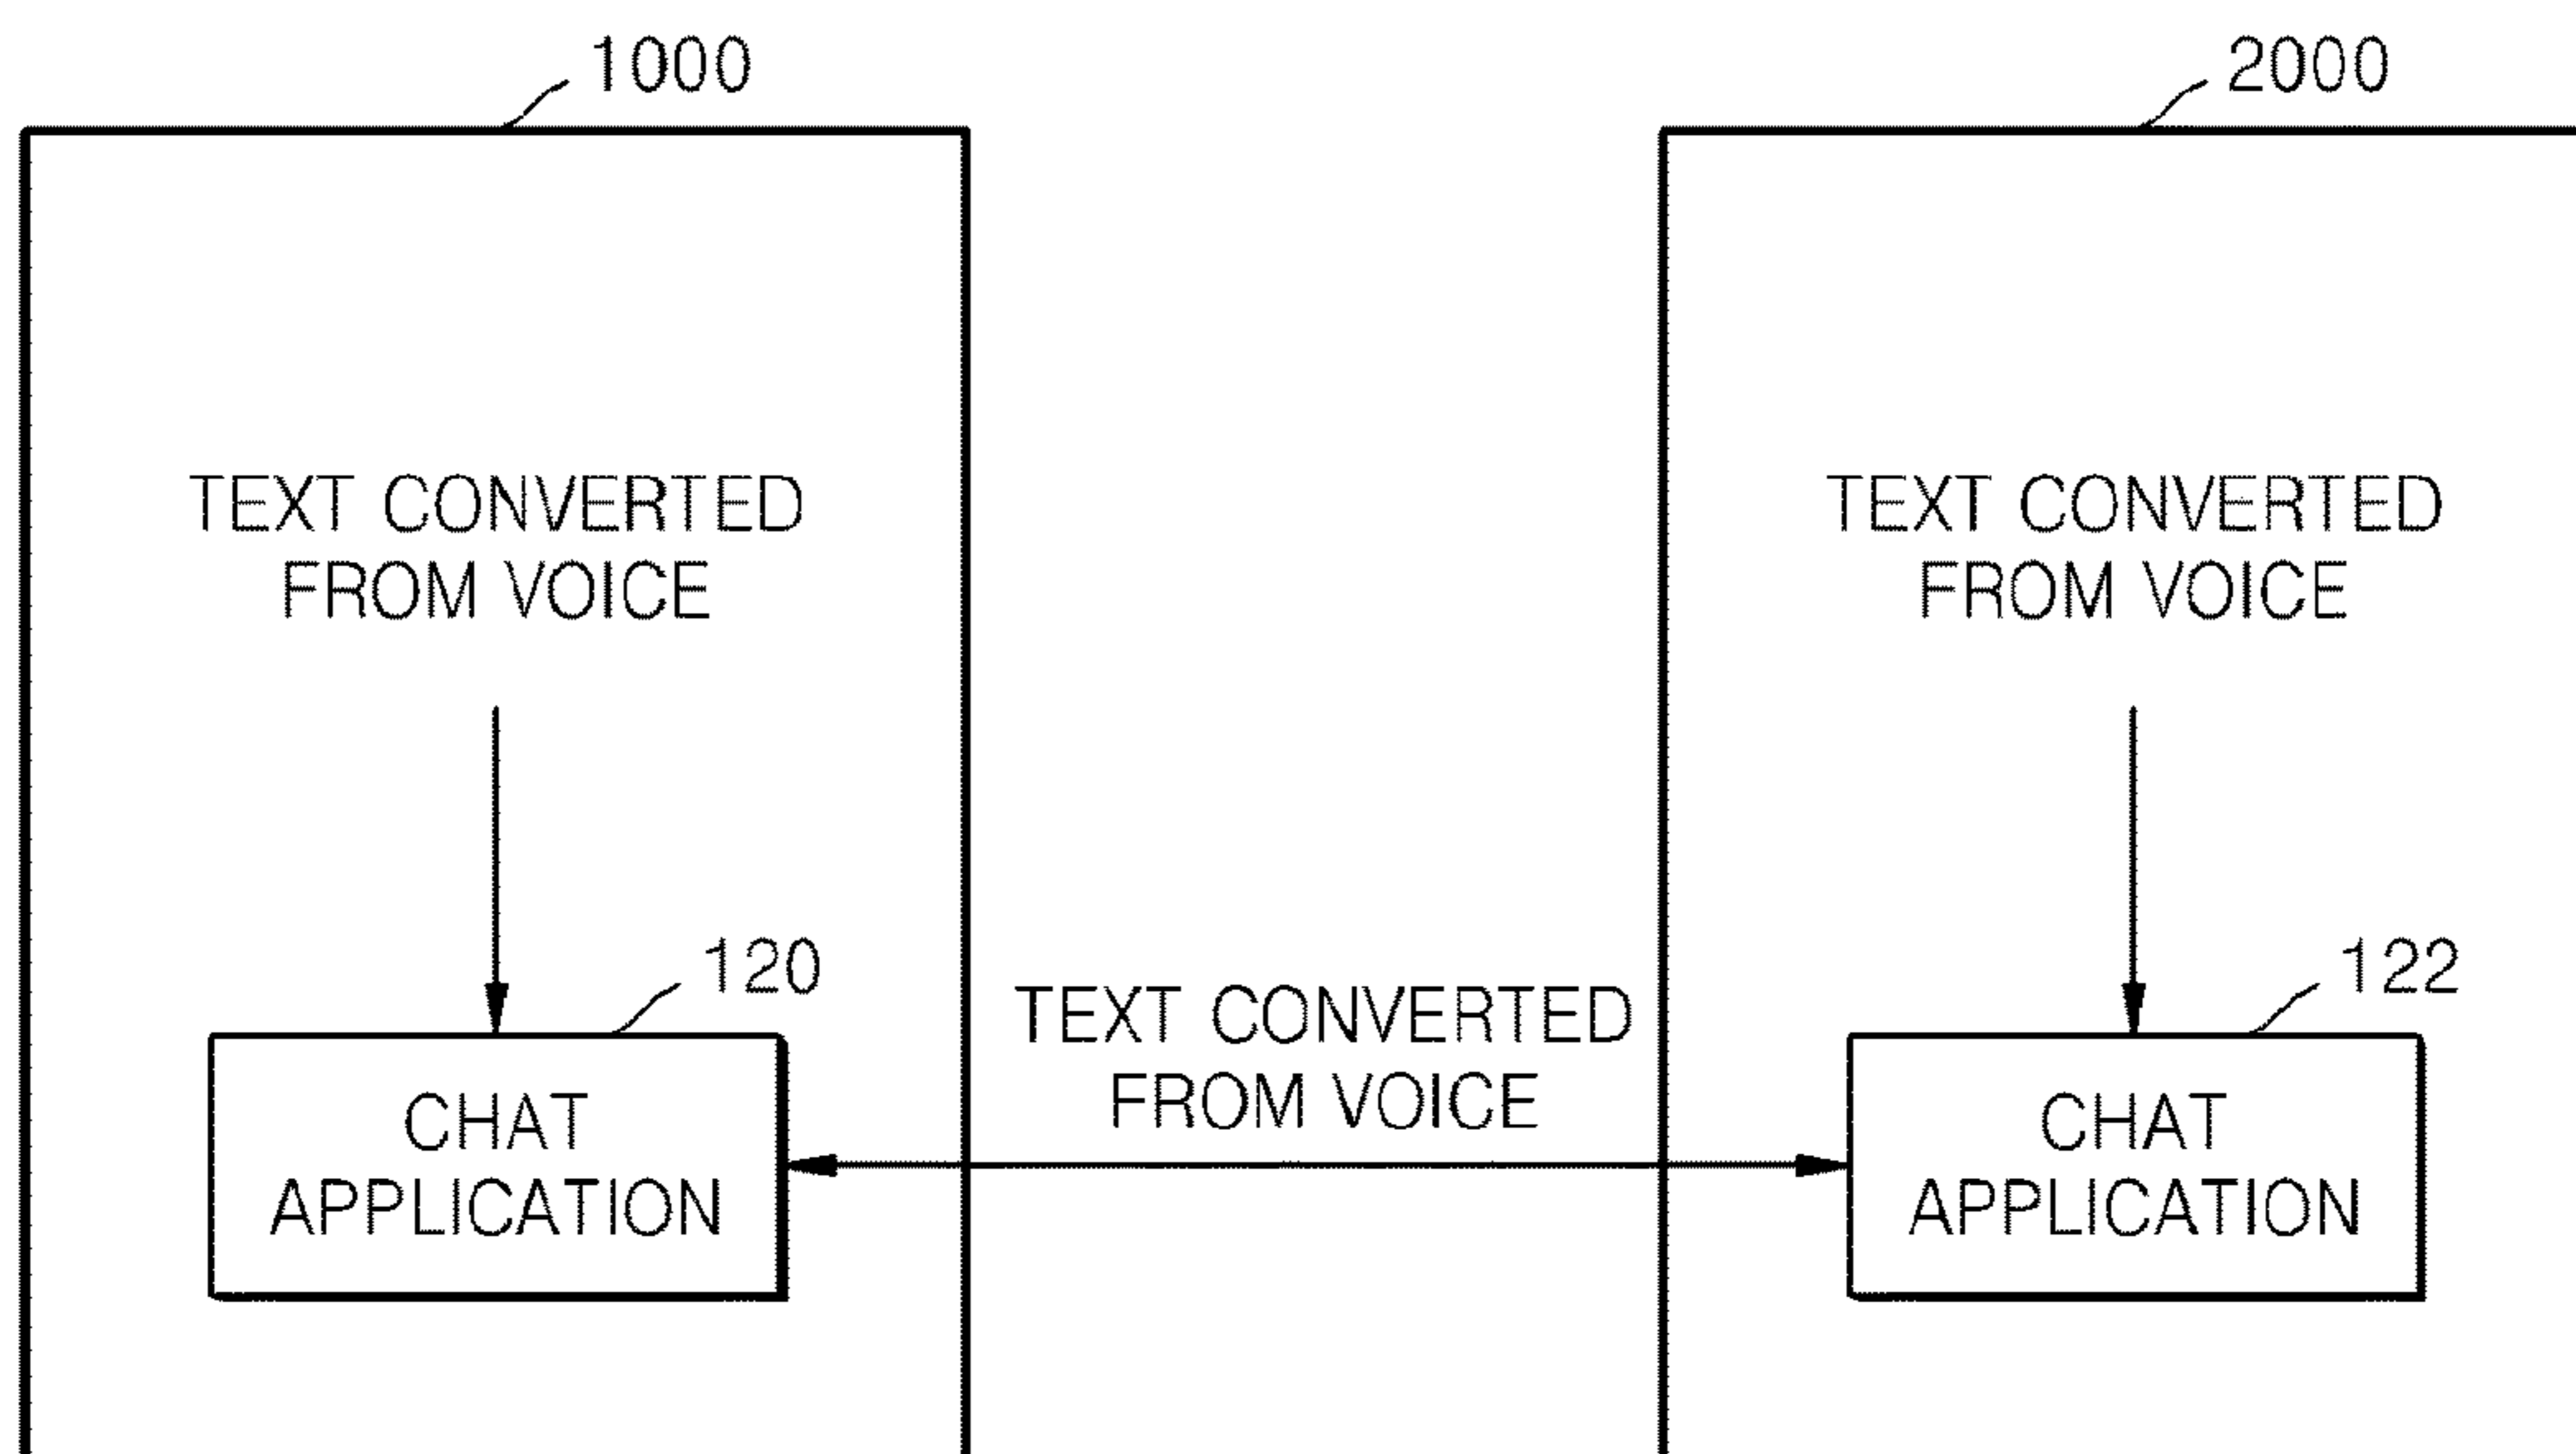 1000
2000
TEXT CONVERTED
FROM VOICE
TEXT CONVERTED
FROM VOICE
120
122
TEXT CONVERTED
FROM VOICE
CHAT
APPLICATION
CHAT
APPLICATION